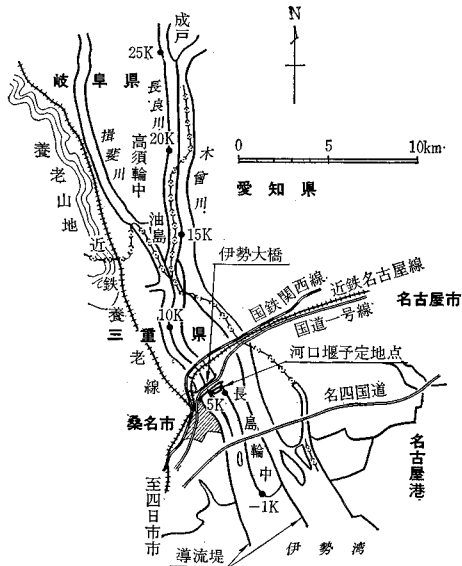 成戸
N
25K
岐阜県
長良川
揖斐川
20K
高須輪中
木曾川
0 5 10km
愛知県
養老山地
油島
15K
伊勢大橋
近鉄養老線
国鉄関西線
近鉄名古屋線
名古屋市
国道一号線
三重県
10K
河口堰予定地点
5K
名四国道
桑名市
長島輪中
名古屋港
-1K
至四日市市
導流堤
伊勢湾